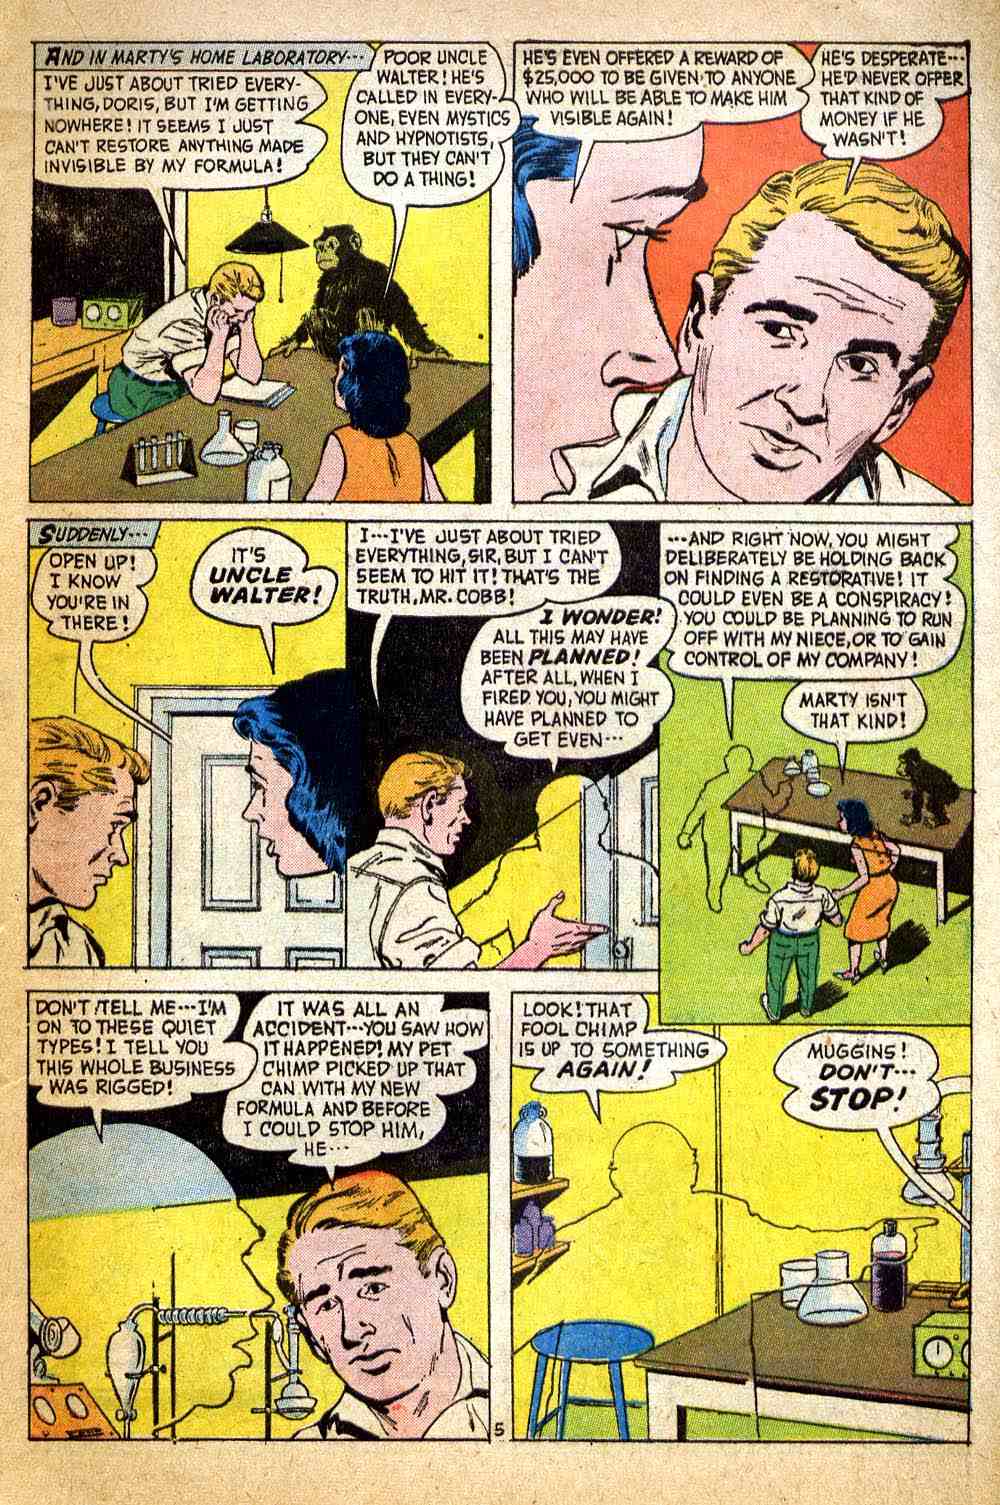 AND IN MARTY'S HOME LABORATORY---
I'VE JUST ABOUT TRIED EVERY-
THING, DORIS, BUT I'M GETTING
NOWHERE! IT SEEMS I JUST
CAN'T RESTORE ANYTHING MADE
INVISIBLE BY MY FORMULA!
POOR UNCLE
WALTER! HE'S
CALLED IN EVERY-
ONE, EVEN MYSTICS
AND HYPNOTISTS,
BUT THEY CAN'T
DO A THING!
HE'S EVEN OFFERED A REWARD OF
$25,000 TO BE GIVEN TO ANYONE
WHO WILL BE ABLE TO MAKE HIM
VISIBLE AGAIN!
HE'S DESPERATE---
HE'D NEVER OFFER
THAT KIND OF
MONEY IF HE
WASN'T!
SUDDENLY---
OPEN UP!
I KNOW
YOU'RE IN
THERE!
IT'S
UNCLE
WALTER!
I---I'VE JUST ABOUT TRIED
EVERYTHING, SIR, BUT I CAN'T
SEEM TO HIT IT! THAT'S THE
TRUTH, MR. COBB!
I WONDER!
ALL THIS MAY HAVE
BEEN PLANNED!
AFTER ALL, WHEN I
FIRED YOU, YOU MIGHT
HAVE PLANNED TO
GET EVEN---
---AND RIGHT NOW, YOU MIGHT
DELIBERATELY BE HOLDING BACK
ON FINDING A RESTORATIVE! IT
COULD EVEN BE A CONSPIRACY!
YOU COULD BE PLANNING TO RUN
OFF WITH MY NIECE, OR TO GAIN
CONTROL OF MY COMPANY!
MARTY ISN'T
THAT KIND!
DON'T TELL ME---I'M
ON TO THESE QUIET
TYPES! I TELL YOU
THIS WHOLE BUSINESS
WAS RIGGED!
IT WAS ALL AN
ACCIDENT---YOU SAW HOW
IT HAPPENED! MY PET
CHIMP PICKED UP THAT
CAN WITH MY NEW
FORMULA AND BEFORE
I COULD STOP HIM,
HE---
LOOK! THAT
FOOL CHIMP
IS UP TO SOMETHING
AGAIN!
MUGGINS!
DON'T---
STOP!
5